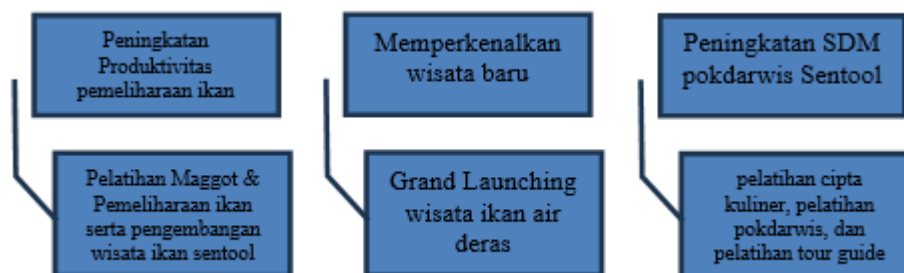 Peningkatan
Produktivitas
pemeliharaan ikan
Memperkenalkan
wisata baru
Peningkatan SDM
pokdarwis Sentool
Pelatihan Maggot &
Pemeliharaan ikan
serta pengembangan
wisata ikan sentool
Grand Launching
wisata ikan air
deras
pelatihan cipta
kuliner, pelatihan
pokdarwis, dan
pelatihan tour guide